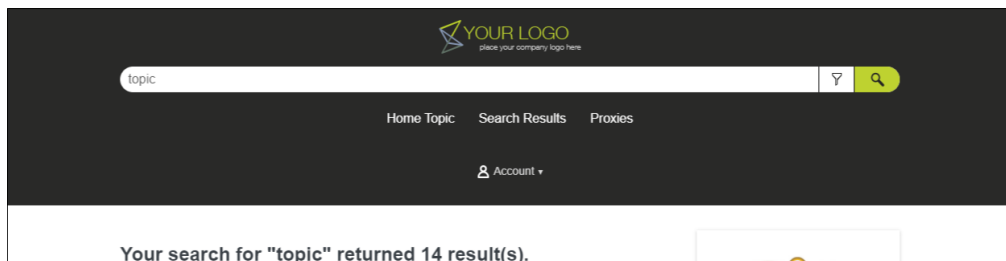 YOUR LOGO
place your company logo here
topic
Home Topic Search Results Proxies
Account
Your search for "topic" returned 14 result(s).